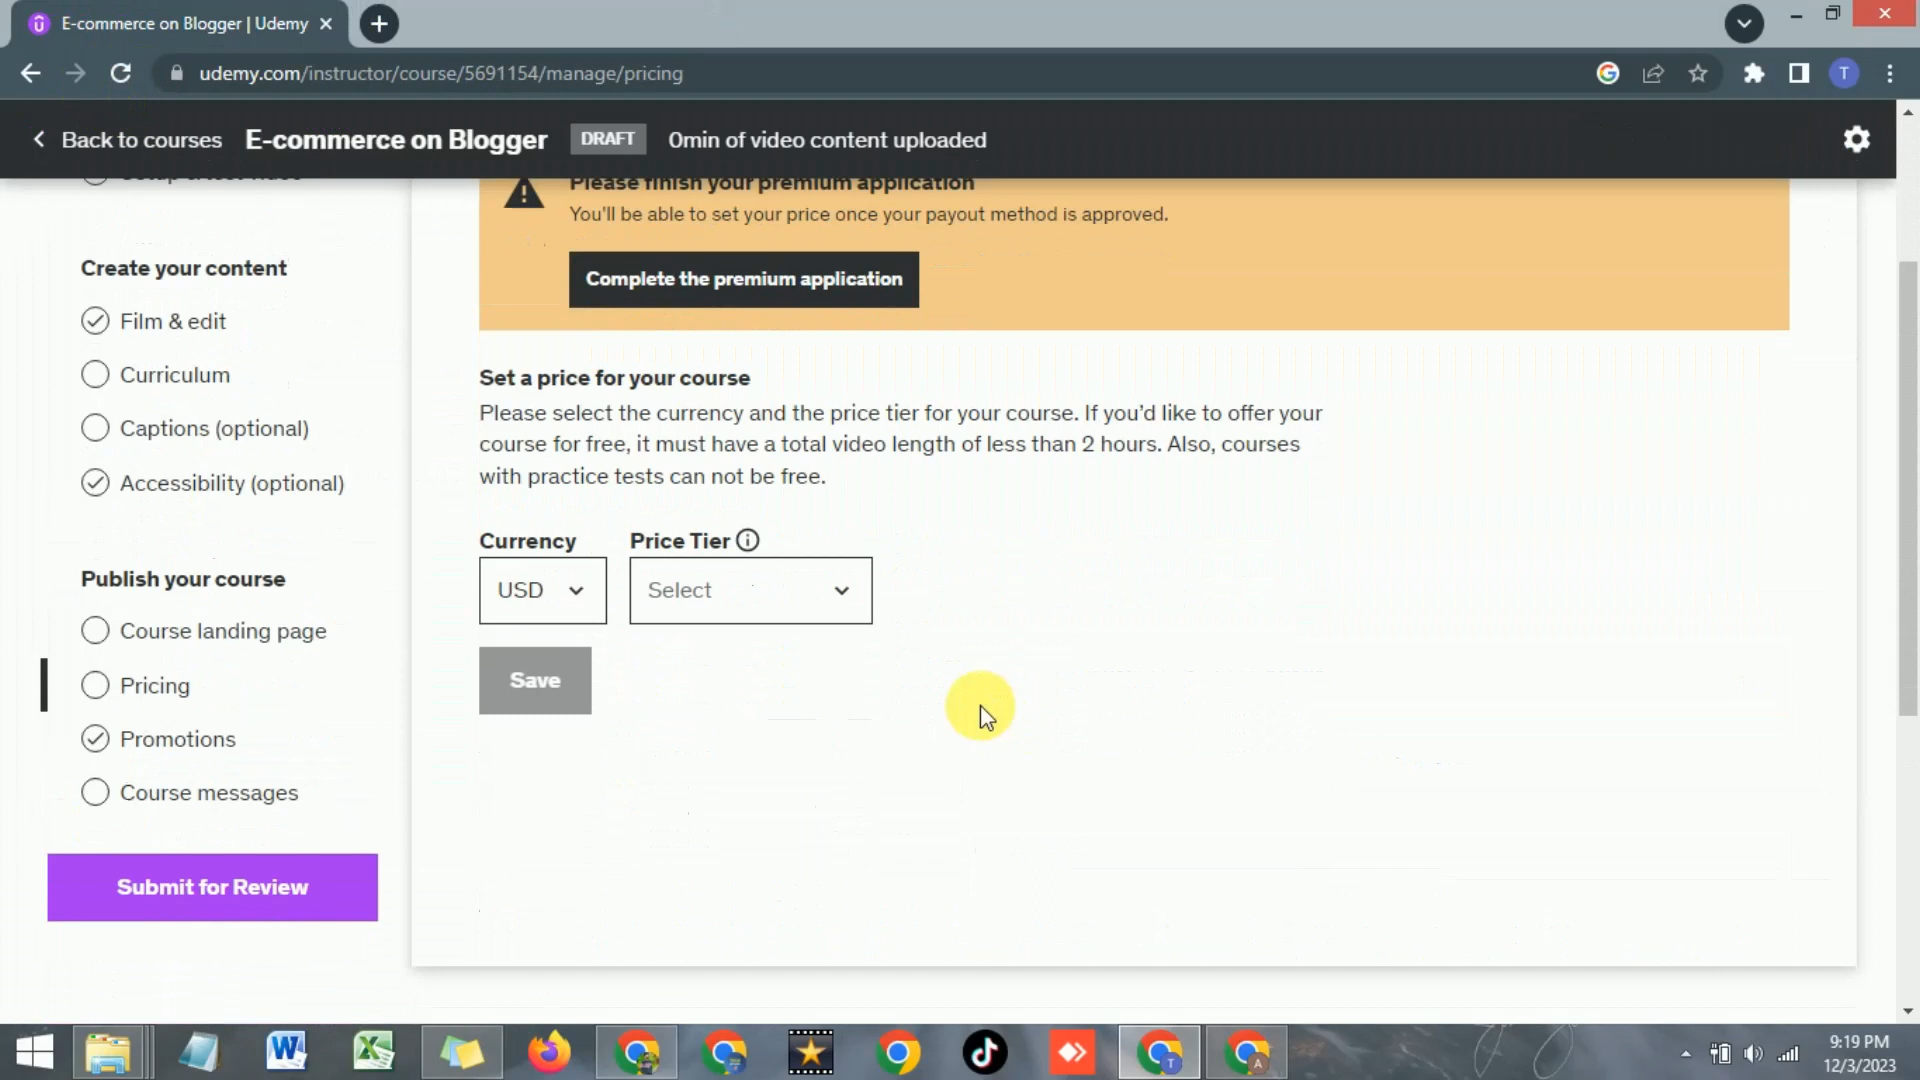 E-commerce on Blogger | Udemy
udemy.com/instructor/course/5691154/manage/pricing
T
Back to courses
E-commerce on Blogger
DRAFT
0min of video content uploaded
Create your content
Film & edit
Curriculum
Captions (optional)
Accessibility (optional)
Publish your course
Course landing page
Pricing
Promotions
Course messages
Submit for Review
Please finish your premium application
You'll be able to set your price once your payout method is approved.
Complete the premium application
Set a price for your course
Please select the currency and the price tier for your course. If you’d like to offer your
course for free, it must have a total video length of less than 2 hours. Also, courses
with practice tests can not be free.
Currency
Price Tier
USD
Select
Save
9:19 PM
12/3/2023